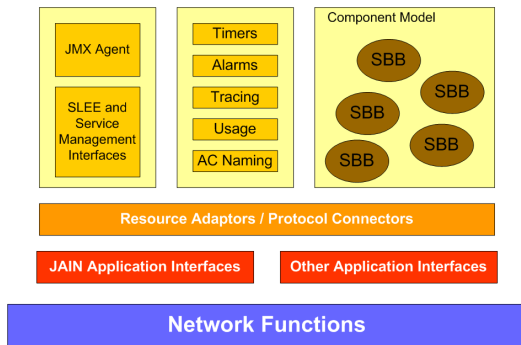 JMX Agent
SLEE and
Service
Management
Interfaces
Timers
Alarms
Tracing
Usage
AC Naming
Component Model
SBB
SBB
SBB
SBB
SBB
Resource Adaptors / Protocol Connectors
JAIN Application Interfaces
Other Application Interfaces
Network Functions